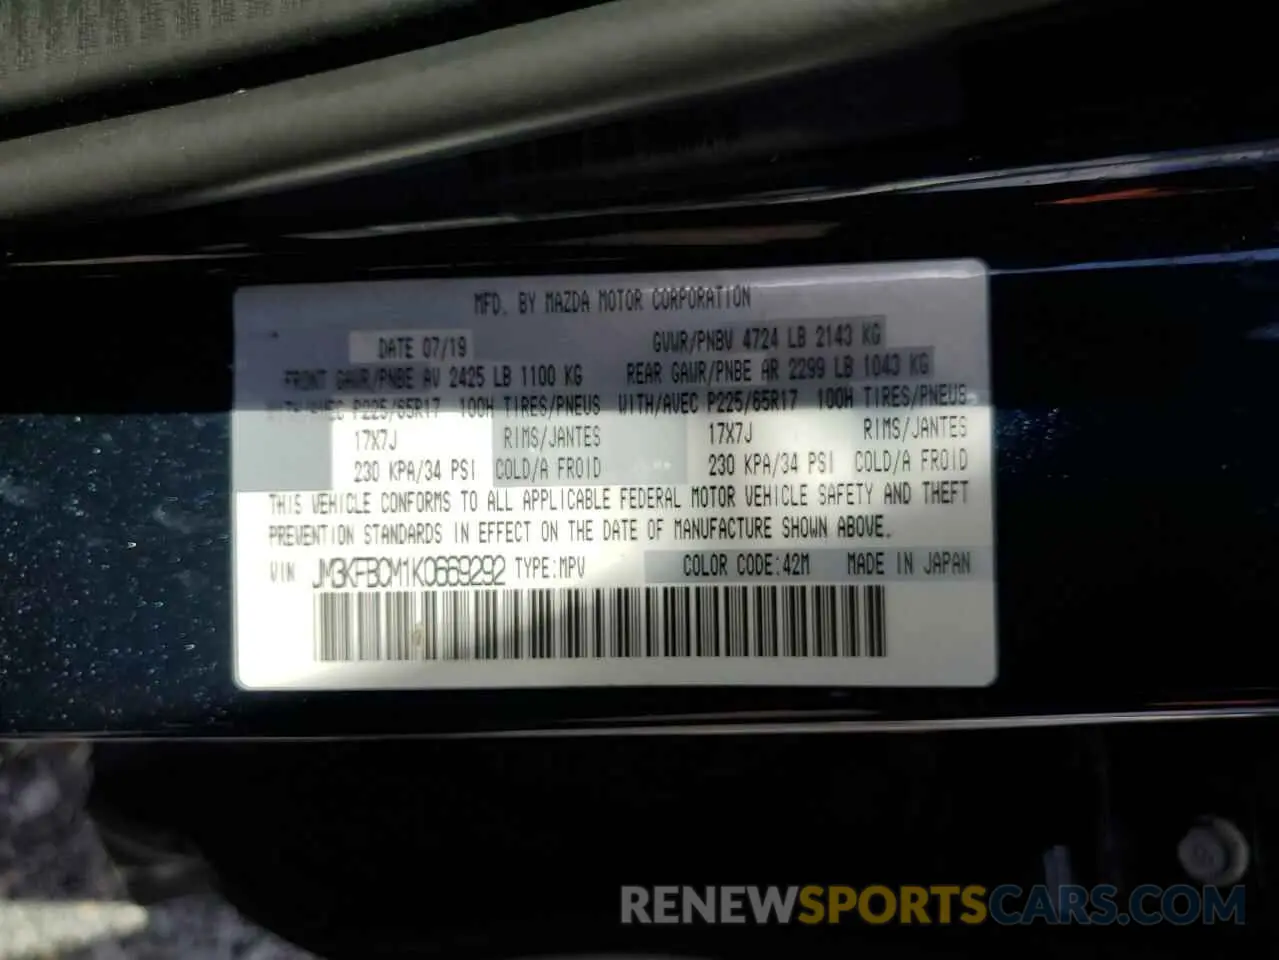 MFD. BY MAZDA MOTOR CORPORATION
DATE 07/19 GVWR/PNBV 4724 LB 2143 KG
FRONT GAWR/PNBE AV 2425 LB 1100 KG REAR GAWR/PNBE AR 2299 LB 1043 KG
WITH/AVEC P225/65R17 100H TIRES/PNEUS WITH/AVEC P225/65R17 100H TIRES/PNEUS
17X7J RIMS/JANTES 17X7J RIMS/JANTES
230 KPA/34 PSI COLD/A FROID 230 KPA/34 PSI COLD/A FROID
THIS VEHICLE CONFORMS TO ALL APPLICABLE FEDERAL MOTOR VEHICLE SAFETY AND THEFT
PREVENTION STANDARDS IN EFFECT ON THE DATE OF MANUFACTURE SHOWN ABOVE.
VIN JM3KFBCM1K0669292 TYPE:MPV COLOR CODE:42M MADE IN JAPAN
RENEWSPORTSCARS.COM